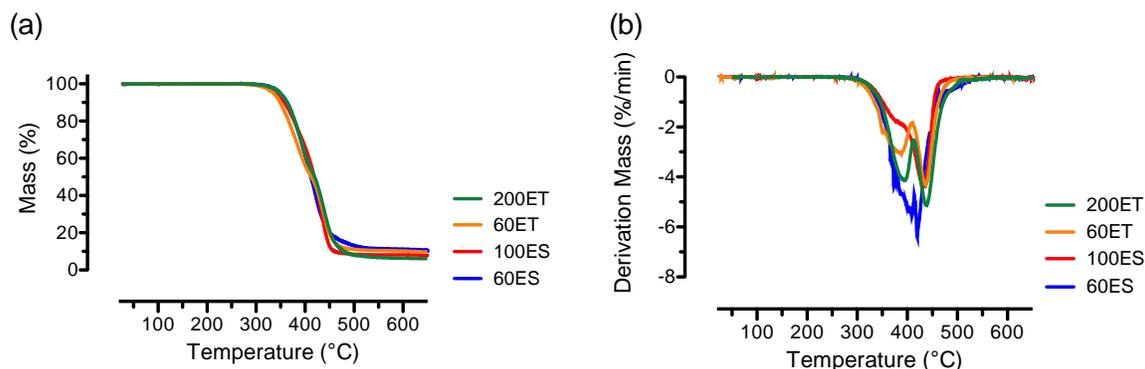 (a)
Mass (%)
100
80
60
40
20
0
100 200 300 400 500 600
Temperature (°C)
200ET
60ET
100ES
60ES
(b)
Derivation Mass (%/min)
0
-2
-4
-6
-8
100 200 300 400 500 600
Temperature (°C)
200ET
60ET
100ES
60ES